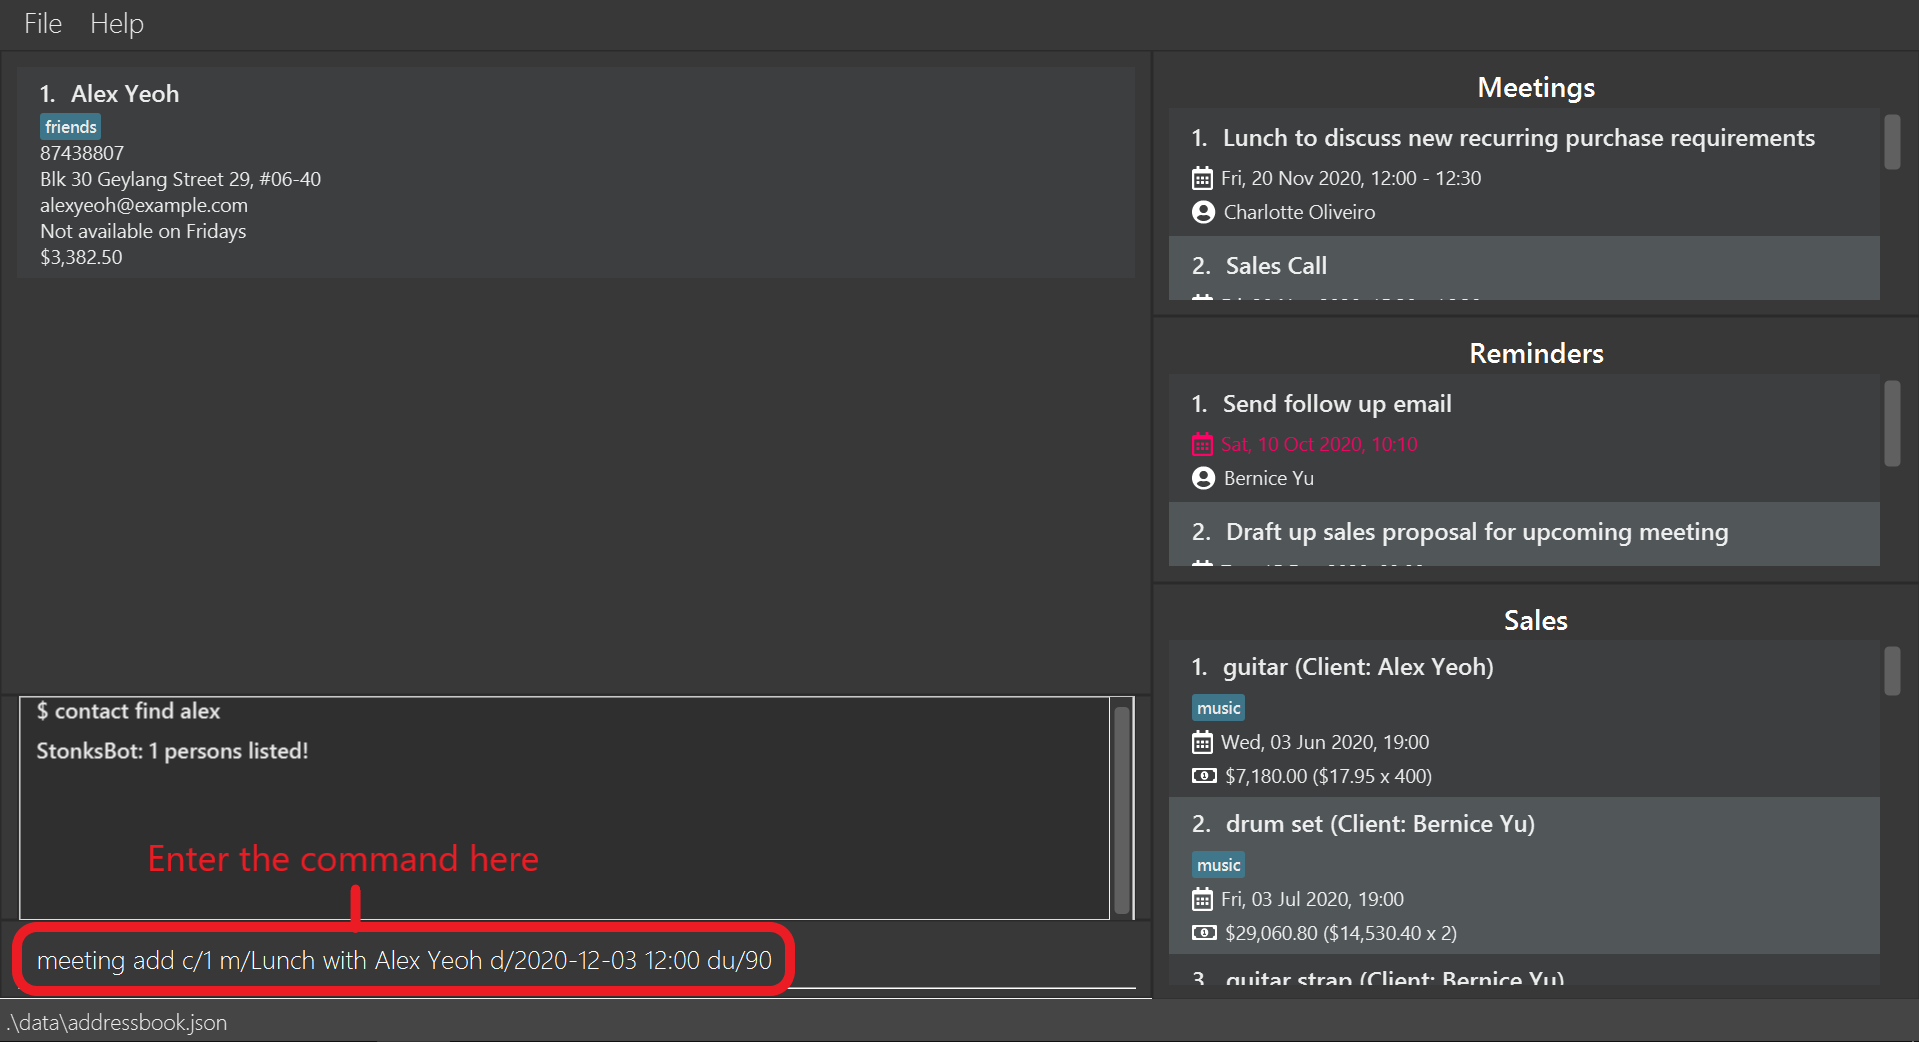 File Help
1. Alex Yeoh
friends
87438807
Blk 30 Geylang Street 29, #06-40
alexyeoh@example.com
Not available on Fridays
$3,382.50
$ contact find alex
StonksBot: 1 persons listed!
Enter the command here
meeting add c/1 m/Lunch with Alex Yeoh d/2020-12-03 12:00 du/90
Meetings
1. Lunch to discuss new recurring purchase requirements
Fri, 20 Nov 2020, 12:00 - 12:30
Charlotte Oliveiro
2. Sales Call
Reminders
1. Send follow up email
Sat, 10 Oct 2020, 10:10
Bernice Yu
2. Draft up sales proposal for upcoming meeting
Sales
1. guitar (Client: Alex Yeoh)
music
Wed, 03 Jun 2020, 19:00
$7,180.00 ($17.95 x 400)
2. drum set (Client: Bernice Yu)
music
Fri, 03 Jul 2020, 19:00
$29,060.80 ($14,530.40 x 2)
3. guitar strap (Client: Bernice Yu)
.\data\addressbook.json